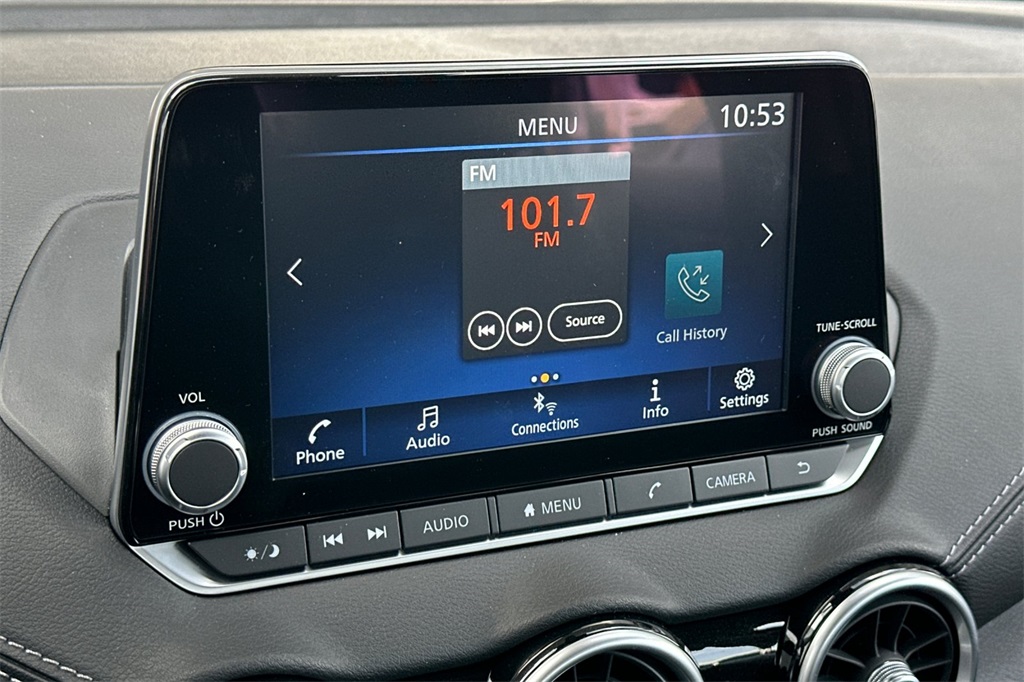 MENU
10:53
FM
101.7
FM
Source
Call History
Phone
Audio
Connections
Info
Settings
VOL
PUSH
TUNE·SCROLL
PUSH SOUND
AUDIO
MENU
CAMERA